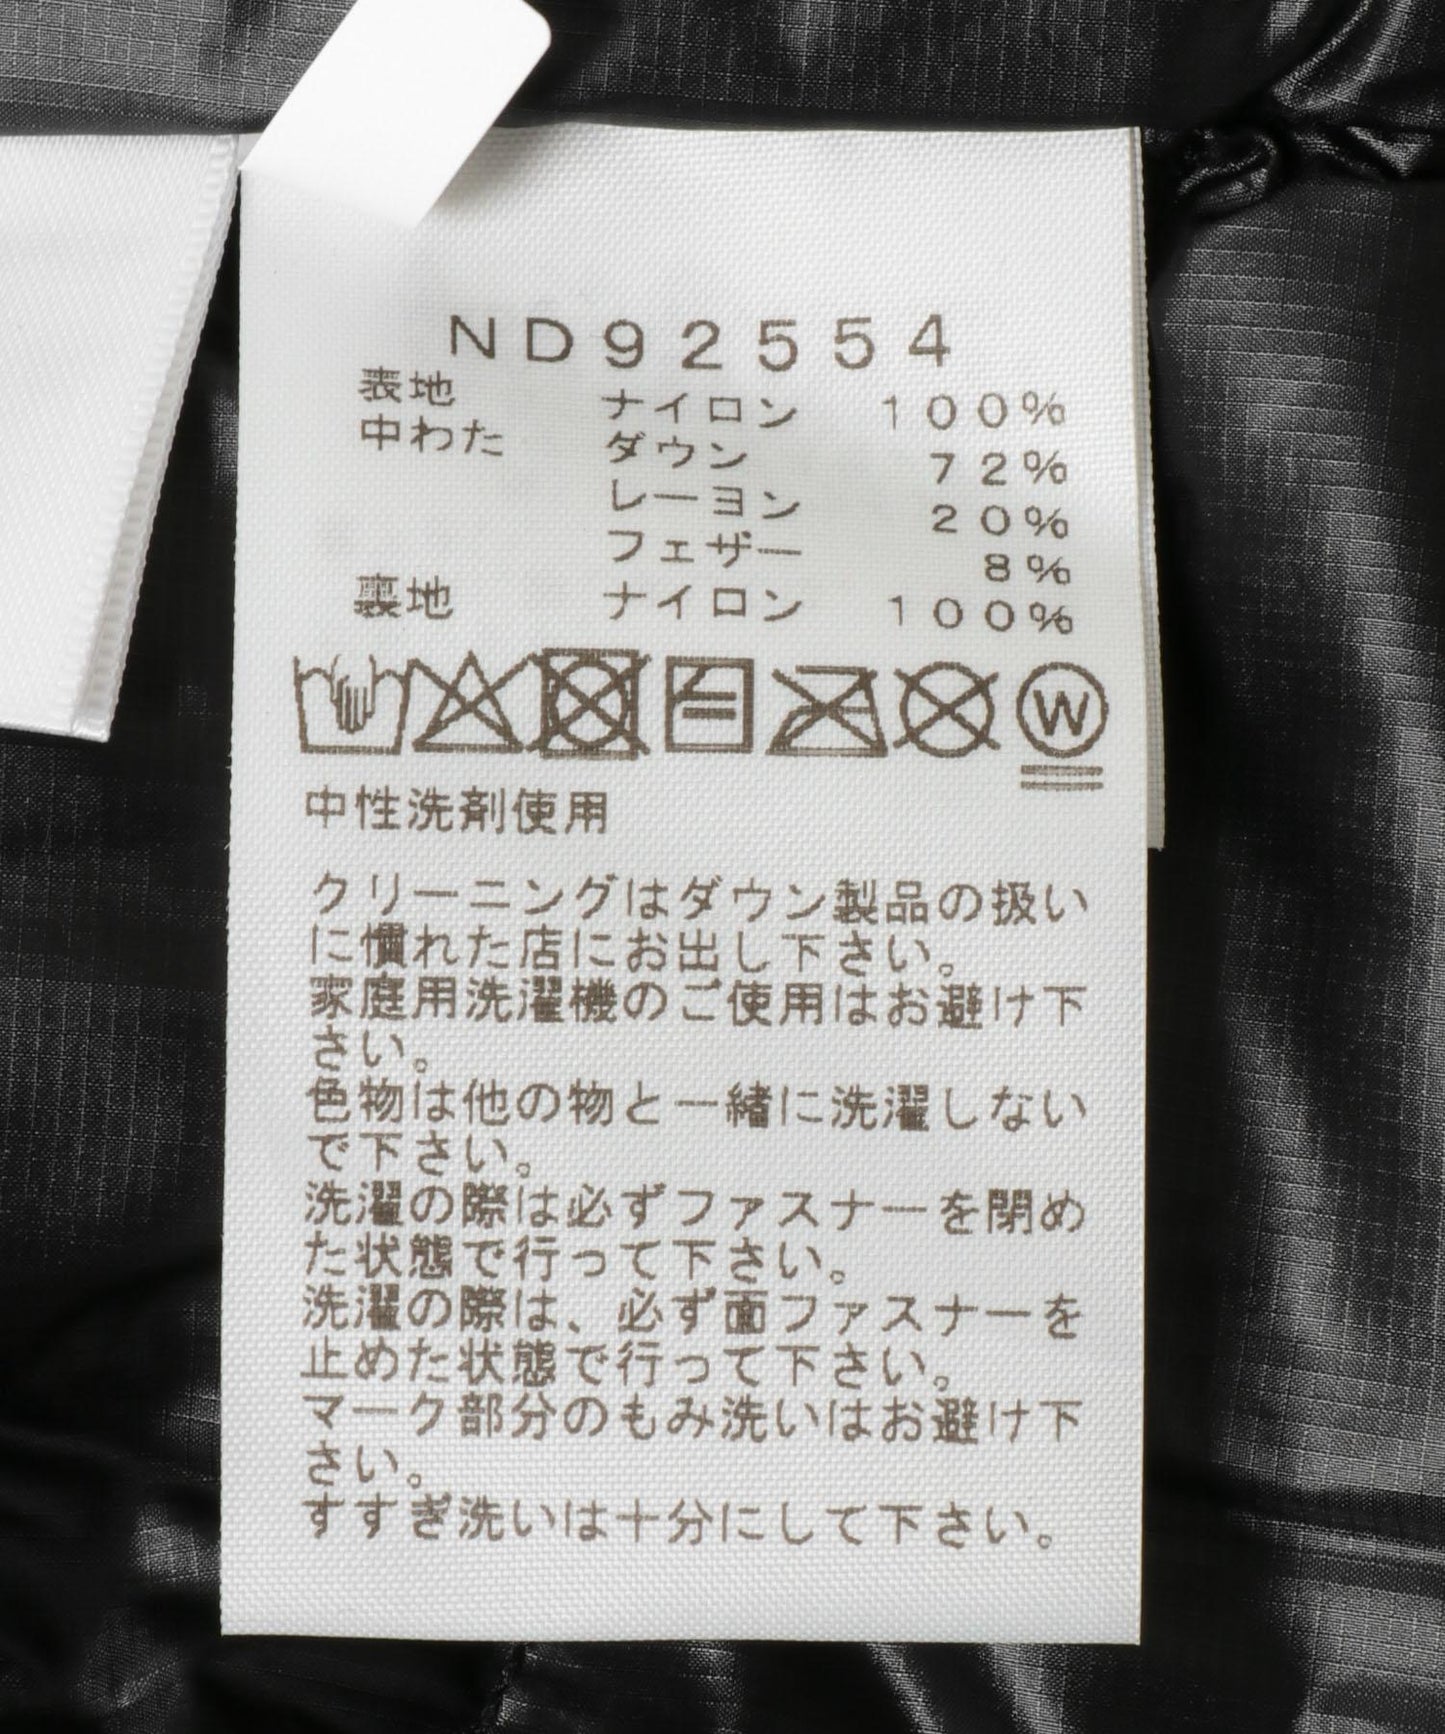 ND92554
表地 ナイロン 100%
中わた ダウン 72%
レーヨン 20%
フェザー 8%
裏地 ナイロン 100%
W
中性洗剤使用
クリーニングはダウン製品の扱い
に慣れた店にお出し下さい。
家庭用洗濯機のご使用はお避け下
さい。
色物は他の物と一緒に洗濯しない
で下さい。
洗濯の際は必ずファスナーを閉め
た状態で行って下さい。
洗濯の際は、必ず面ファスナーを
止めた状態で行って下さい。
マーク部分のもみ洗いはお避け下
さい。
すすぎ洗いは十分にして下さい。